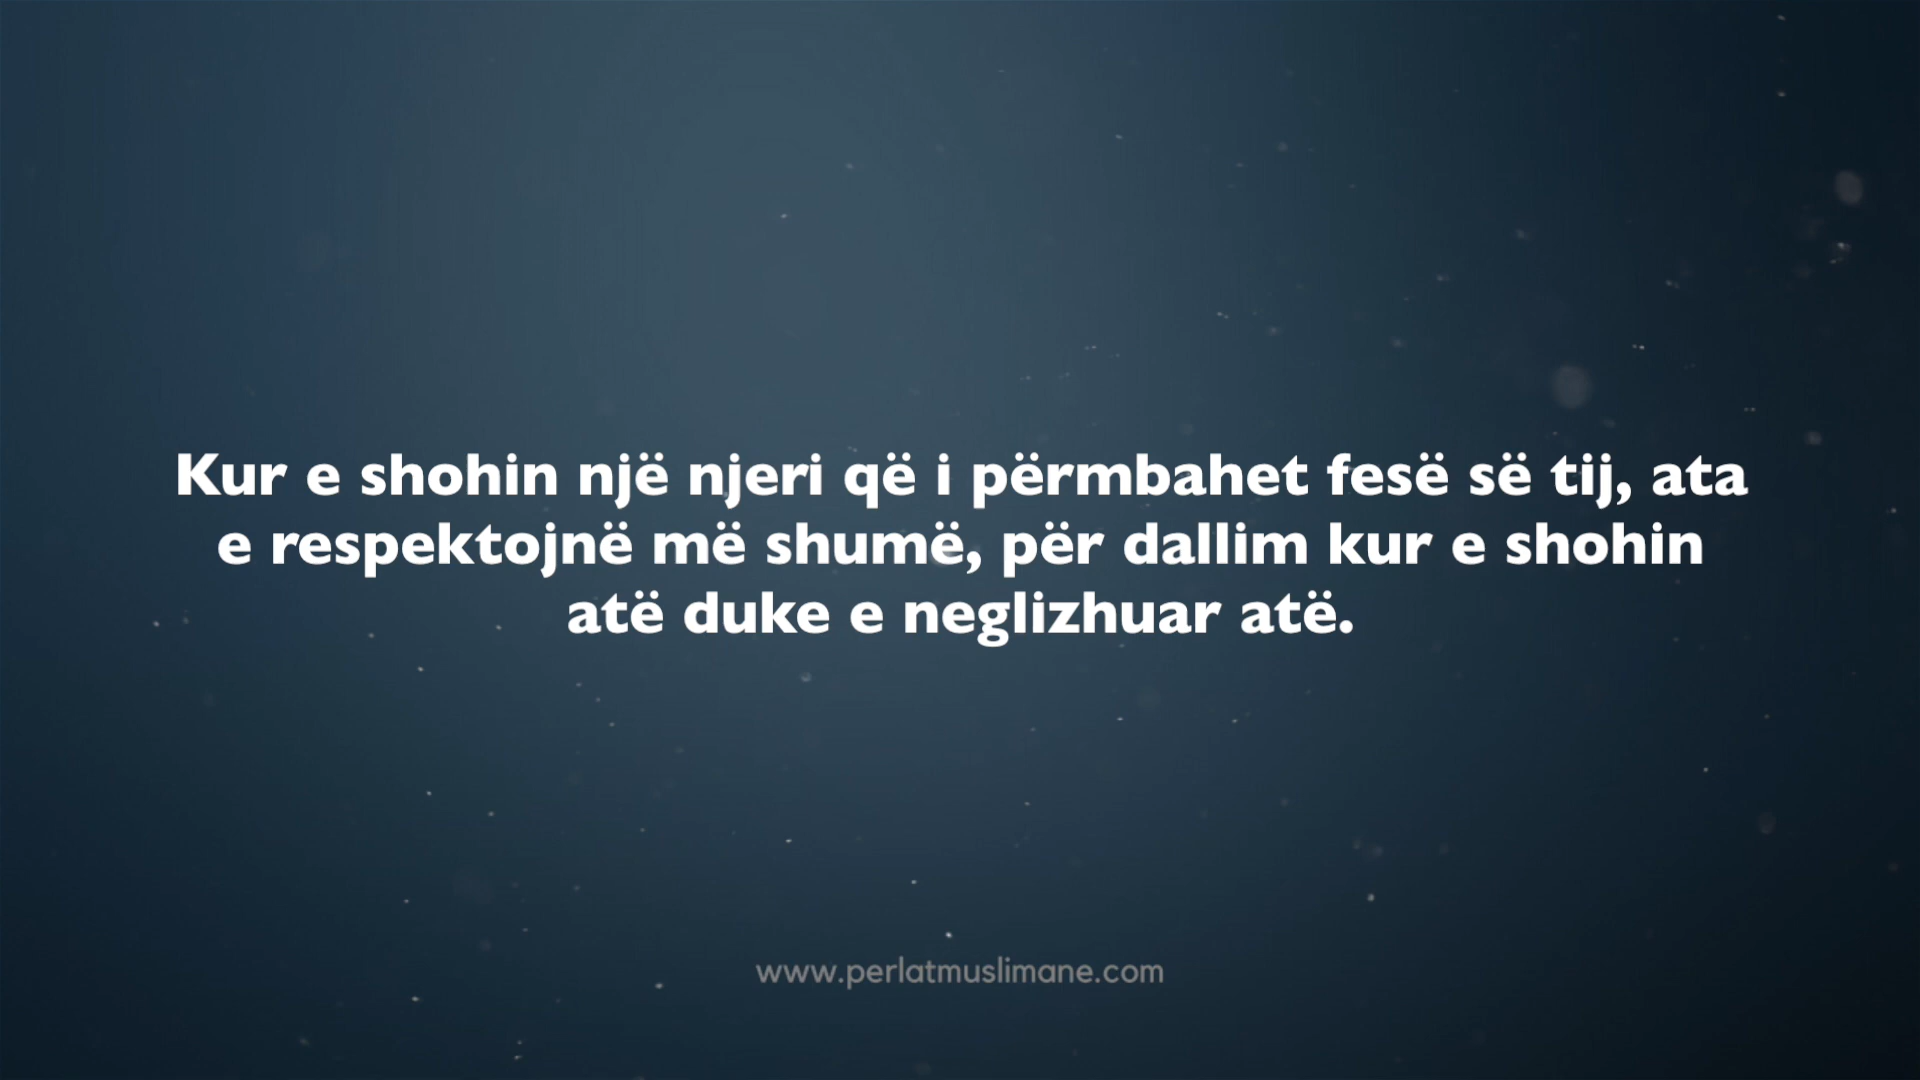 Kur e shohin një njeri që i përmbahet fesë së tij, ata
e respektojnë më shumë, për dallim kur e shohin
atë duke e neglizhuar atë.
www.perlatmuslimane.com